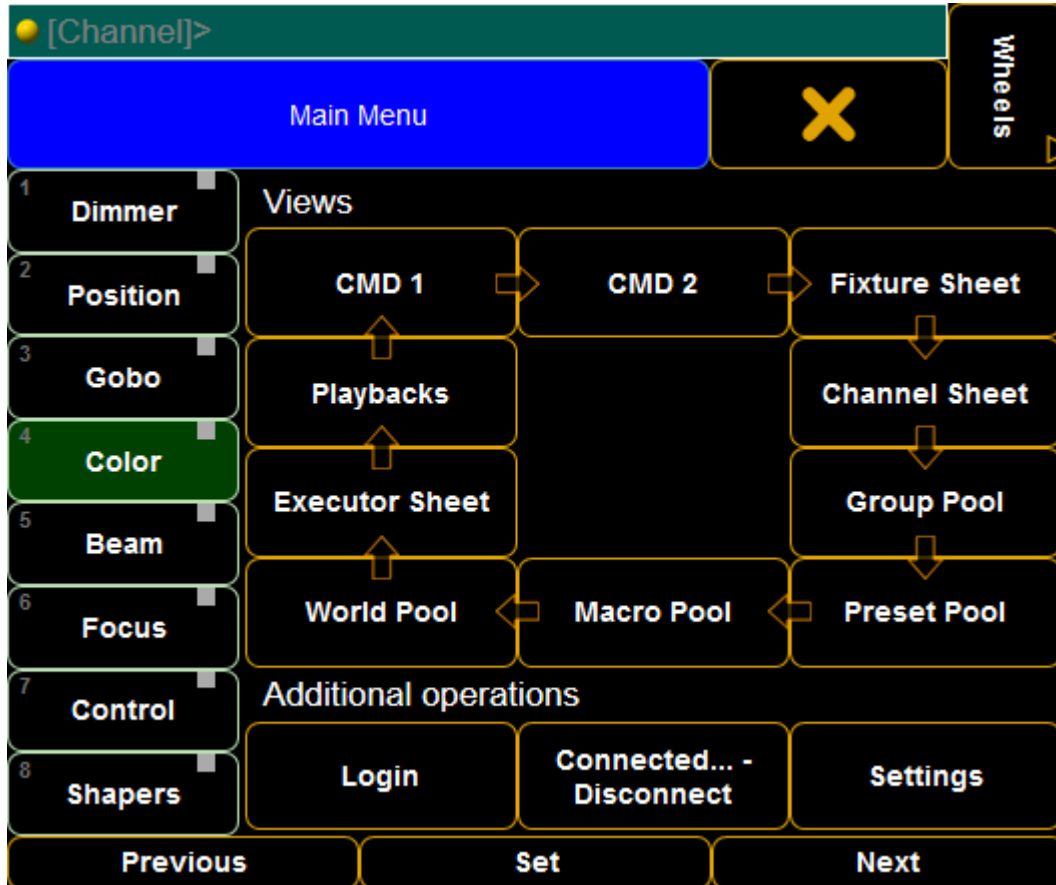 [Channel]>
Wheels
Main Menu
1 Dimmer
2 Position
3 Gobo
4 Color
5 Beam
6 Focus
7 Control
8 Shapers
Views
CMD 1
CMD 2
Fixture Sheet
Playbacks
Channel Sheet
Executor Sheet
Group Pool
World Pool
Macro Pool
Preset Pool
Additional operations
Login
Connected... -
Disconnect
Settings
Previous
Set
Next